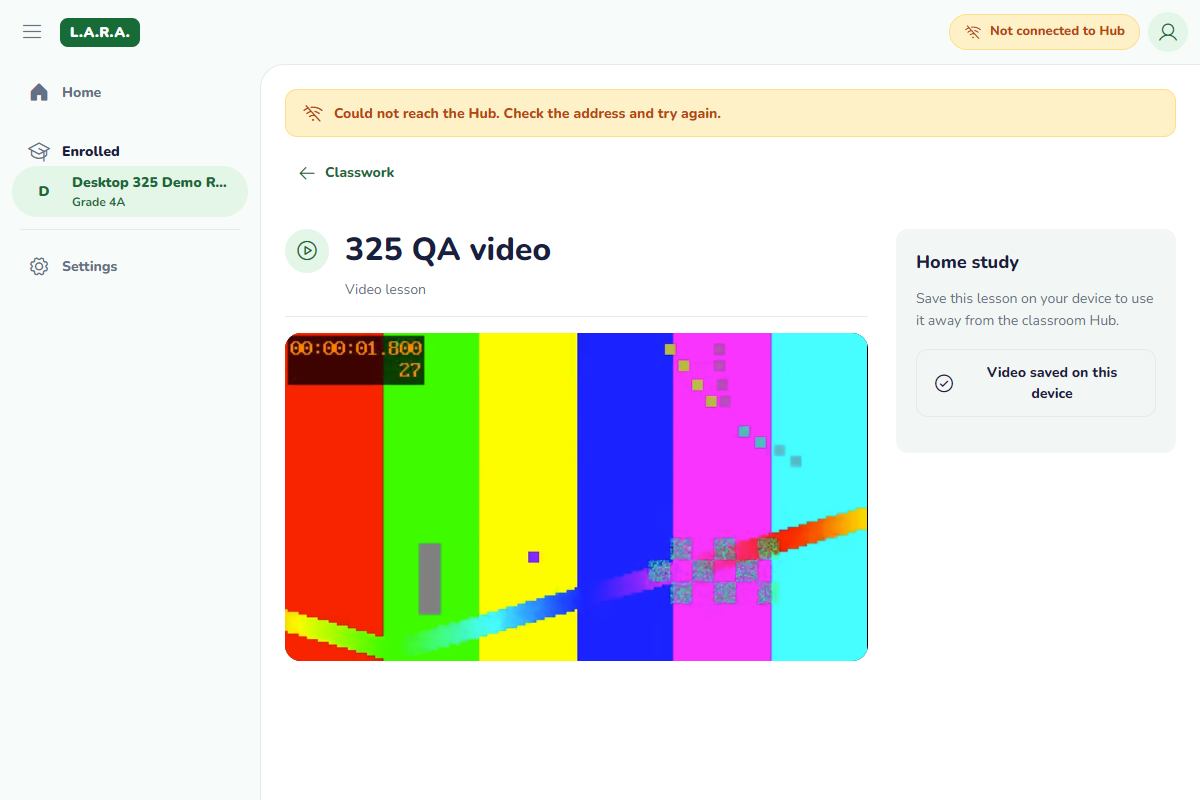 L.A.R.A.
Not connected to Hub
Home
Enrolled
D
Desktop 325 Demo R...
Grade 4A
Settings
Could not reach the Hub. Check the address and try again.
Classwork
325 QA video
Video lesson
00:00:01.800
27
Home study
Save this lesson on your device to use
it away from the classroom Hub.
Video saved on this
device